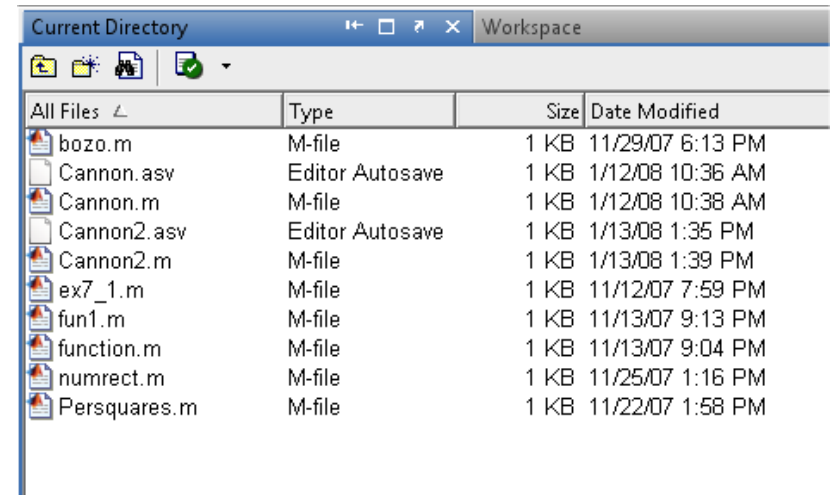 Current Directory Workspace
All Files Type Size Date Modified
bozo.m M-file 1 KB 11/29/07 6:13 PM
Cannon.asv Editor Autosave 1 KB 1/12/08 10:36 AM
Cannon.m M-file 1 KB 1/12/08 10:38 AM
Cannon2.asv Editor Autosave 1 KB 1/13/08 1:35 PM
Cannon2.m M-file 1 KB 1/13/08 1:39 PM
ex7_1.m M-file 1 KB 11/12/07 7:59 PM
fun1.m M-file 1 KB 11/13/07 9:13 PM
function.m M-file 1 KB 11/13/07 9:04 PM
numrect.m M-file 1 KB 11/25/07 1:16 PM
Persquares.m M-file 1 KB 11/22/07 1:58 PM